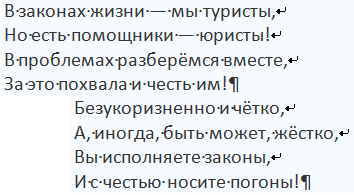 В законах жизни — мы туристы,
Но есть помощники — юристы!
В проблемах разберёмся вместе,
За это похвала и честь им!
Безукоризненно и чётко,
А, иногда, быть может, жёстко,
Вы исполняете законы,
И с честью носите погоны!